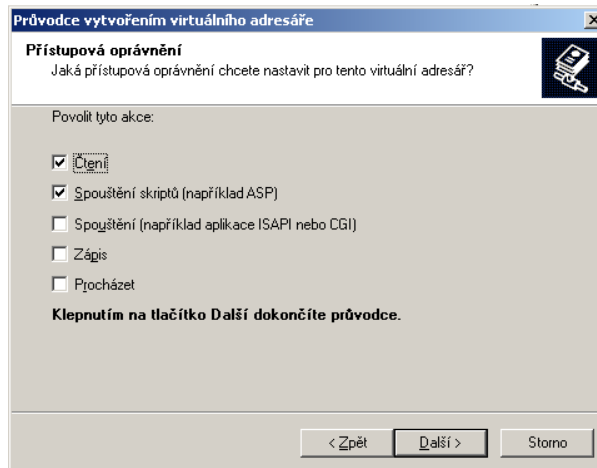 Průvodce vytvořením virtuálního adresáře
Přístupová oprávnění
Jaká přístupová oprávnění chcete nastavit pro tento virtuální adresář?
Povolit tyto akce:
Čtení
Spouštění skriptů (například ASP)
Spouštění (například aplikace ISAPI nebo CGI)
Zápis
Procházet
Klepnutím na tlačítko Další dokončíte průvodce.
< Zpět
Další >
Storno